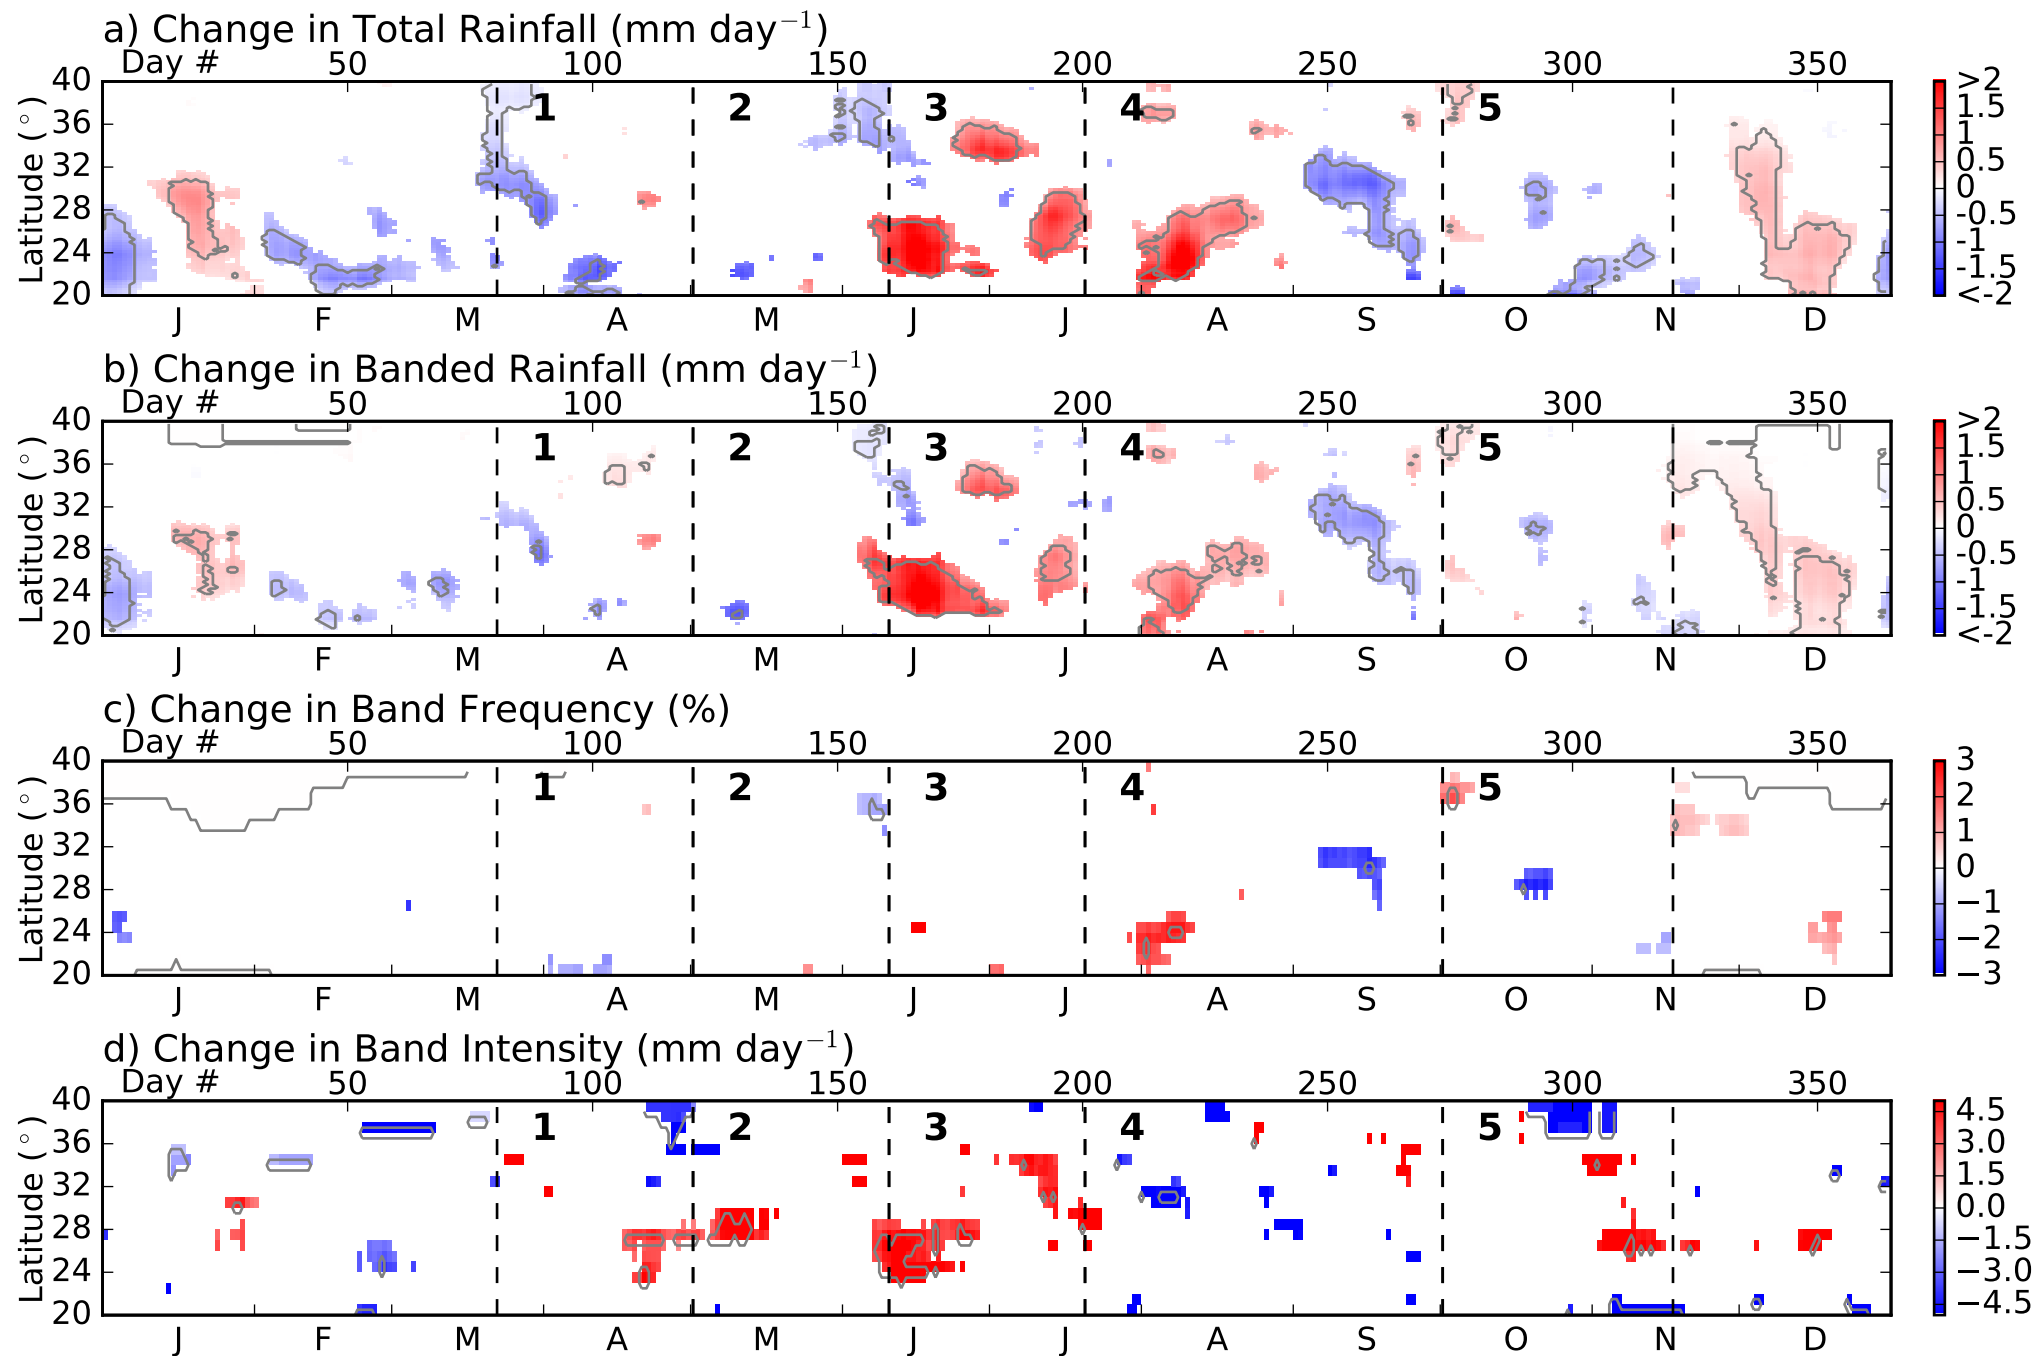 a) Change in Total Rainfall (mm day⁻¹)
Day # 50 100 150 200 250 300 350
40 36 32 28 24 20
Latitude (°)
1 2 3 4 5
>2 1.5 1 0.5 0 -0.5 -1 -1.5 <-2
J F M A M J J A S O N D
b) Change in Banded Rainfall (mm day⁻¹)
Day # 50 100 150 200 250 300 350
40 36 32 28 24 20
Latitude (°)
1 2 3 4 5
>2 1.5 1 0.5 0 -0.5 -1 -1.5 <-2
J F M A M J J A S O N D
c) Change in Band Frequency (%)
Day # 50 100 150 200 250 300 350
40 36 32 28 24 20
Latitude (°)
1 2 3 4 5
3 2 1 0 −1 −2 −3
J F M A M J J A S O N D
d) Change in Band Intensity (mm day⁻¹)
Day # 50 100 150 200 250 300 350
40 36 32 28 24 20
Latitude (°)
1 2 3 4 5
4.5 3.0 1.5 0.0 −1.5 −3.0 −4.5
J F M A M J J A S O N D